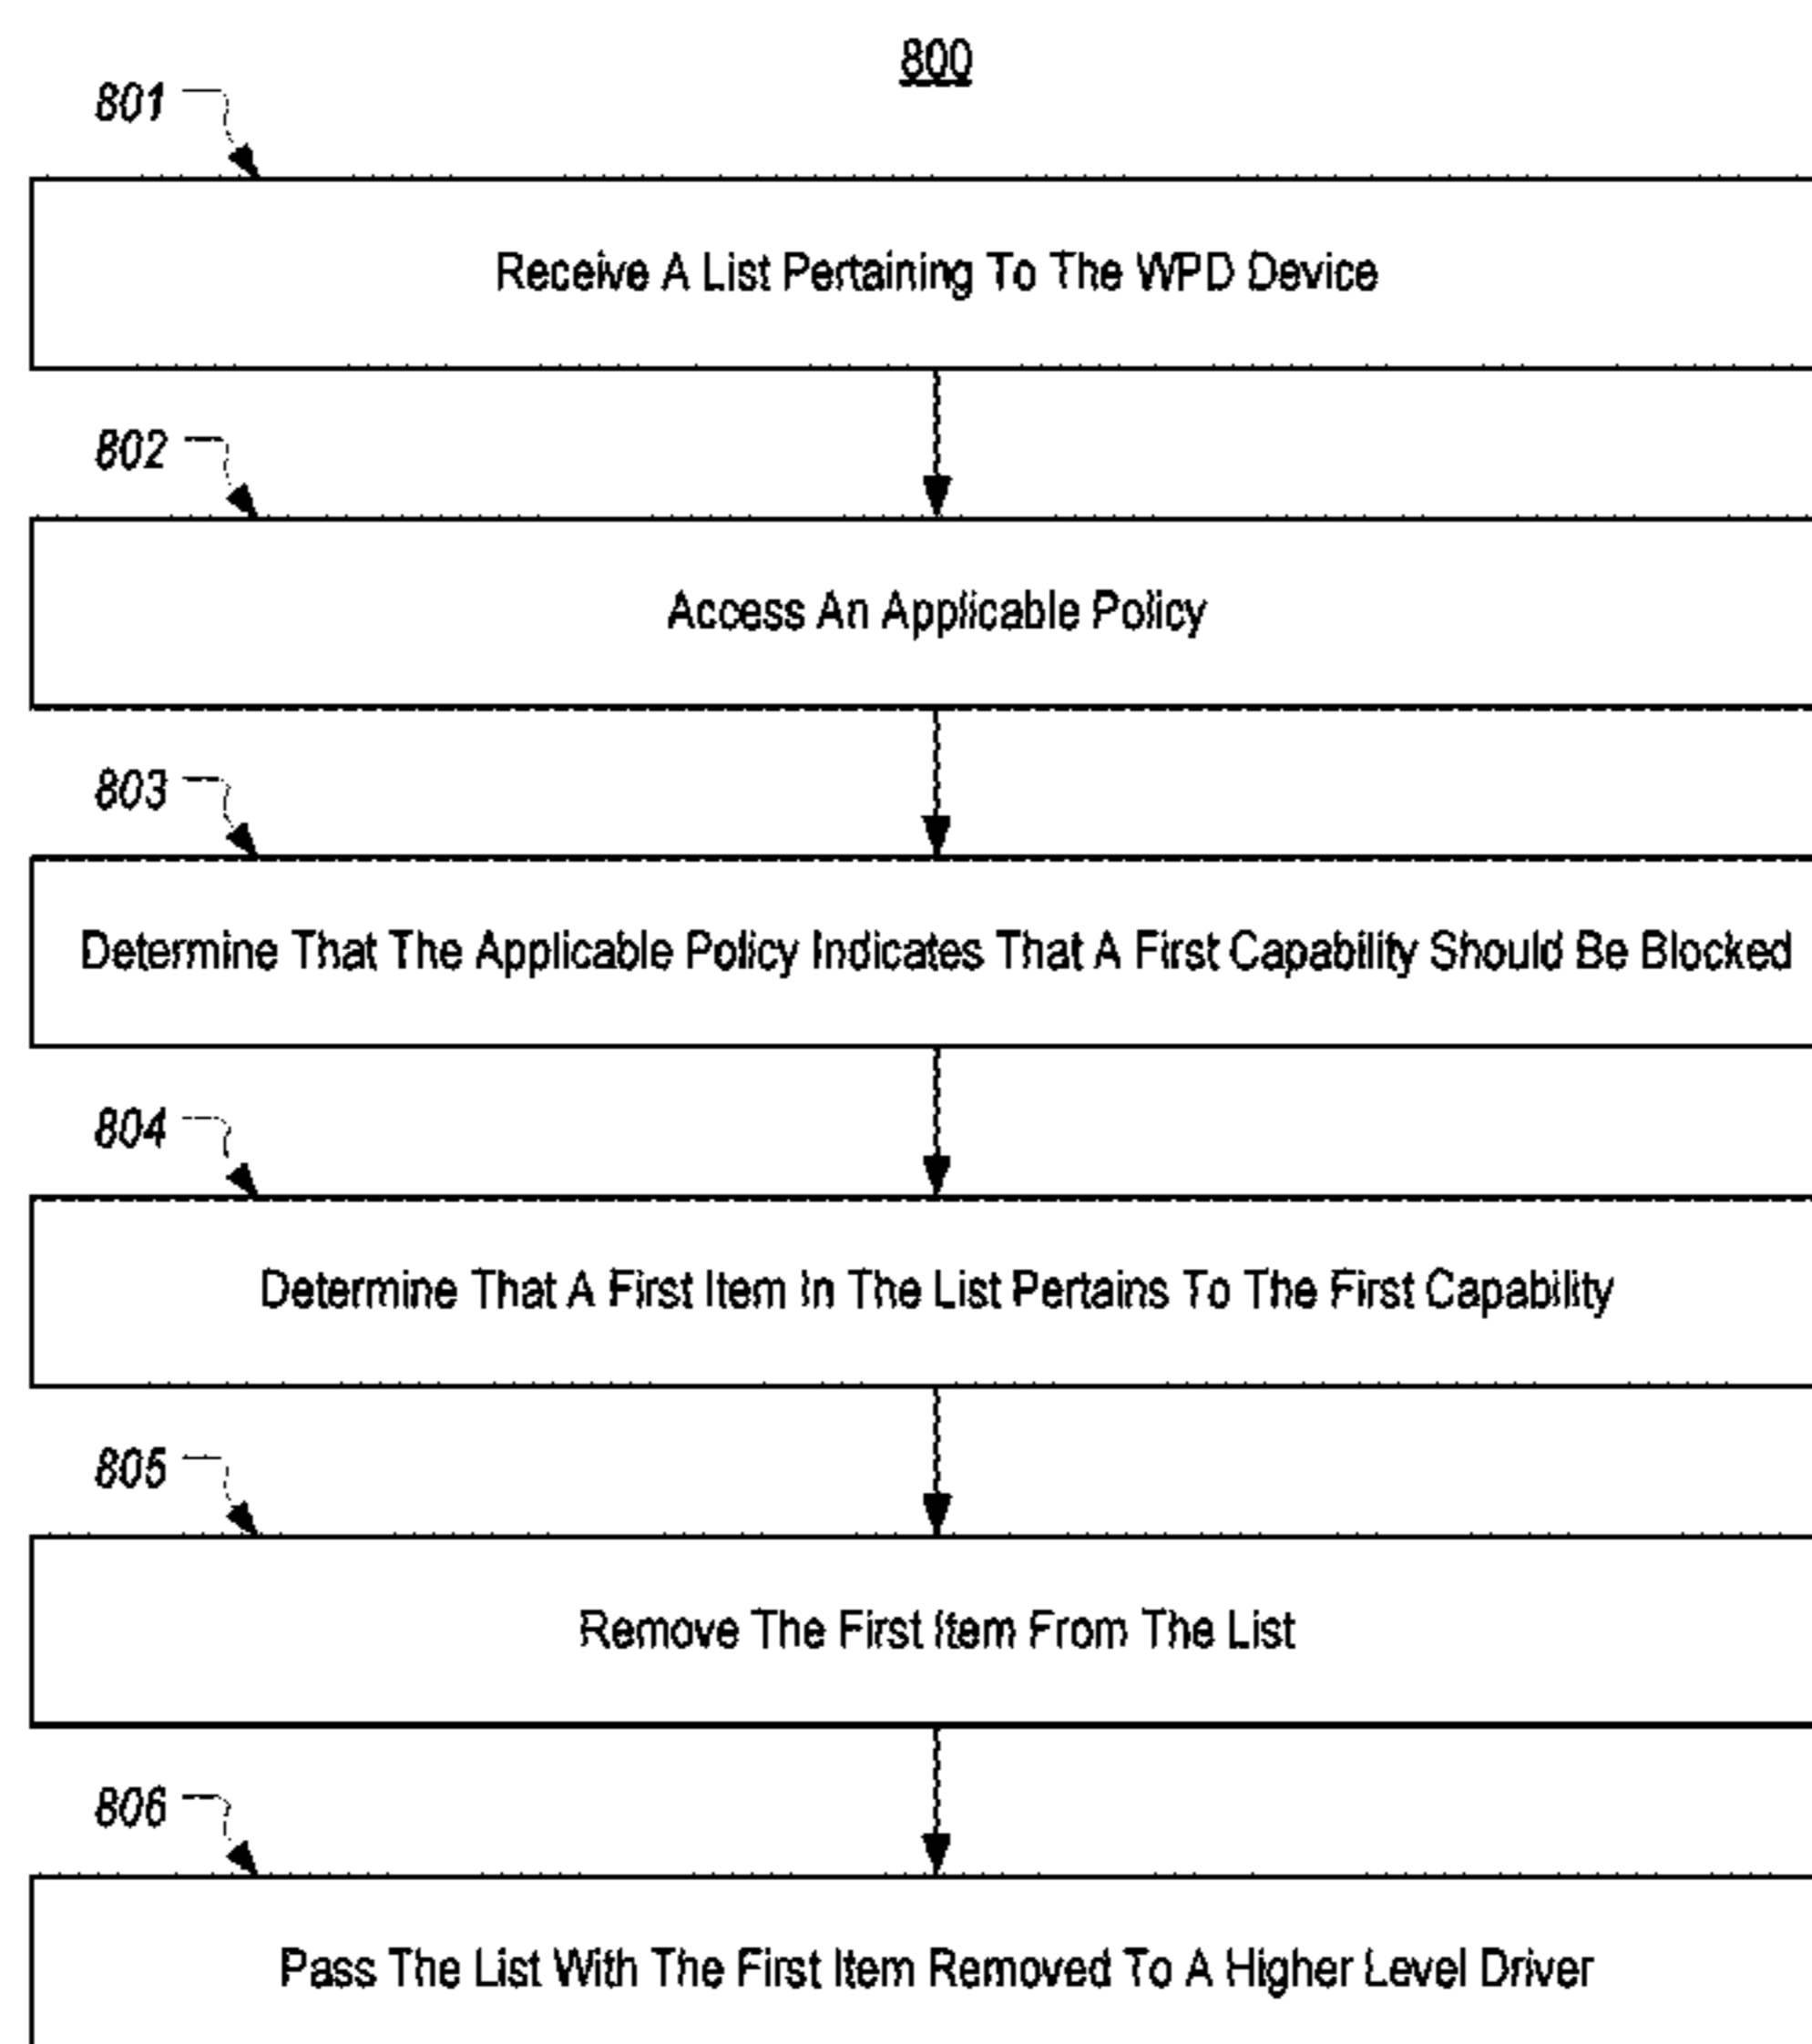 800
801
Receive A List Pertaining To The WPD Device
802
Access An Applicable Policy
803
Determine That The Applicable Policy Indicates That A First Capability Should Be Blocked
804
Determine That A First Item In The List Pertains To The First Capability
805
Remove The First Item From The List
806
Pass The List With The First Item Removed To A Higher Level Driver